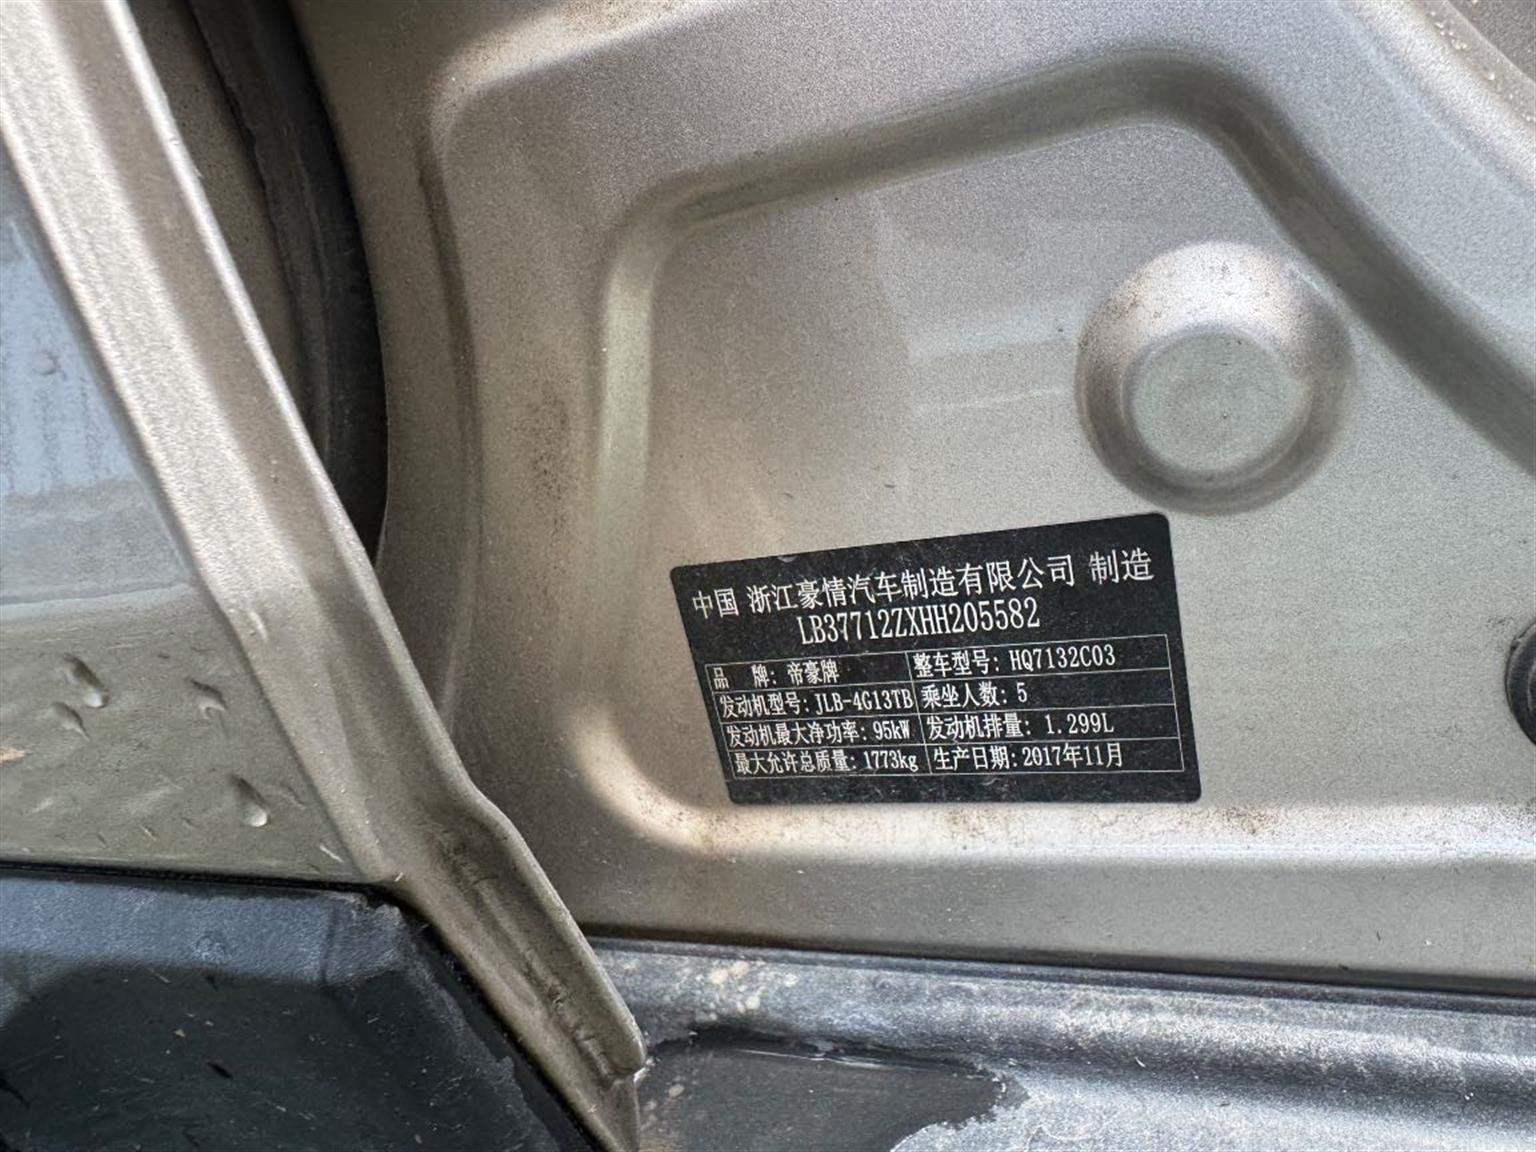 中国 浙江豪情汽车制造有限公司 制造
LB37712ZXHH205582
品 牌: 帝豪牌 整车型号: HQ7132C03
发动机型号: JLB-4G13TB 乘坐人数: 5
发动机最大净功率: 95kW 发动机排量: 1.299L
最大允许总质量: 1773kg 生产日期: 2017年11月